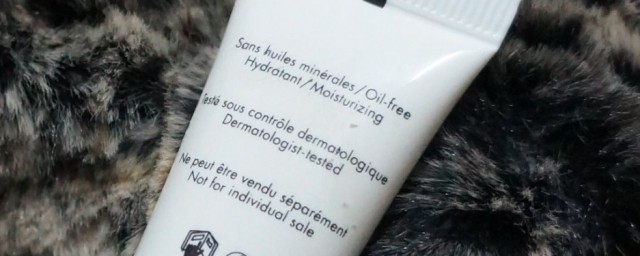 Sans huiles minérales/Oil-free
Hydratant/Moisturizing
Testé sous contrôle dermatologique
Dermatologist-tested
Ne peut être vendu séparément
Not for individual sale